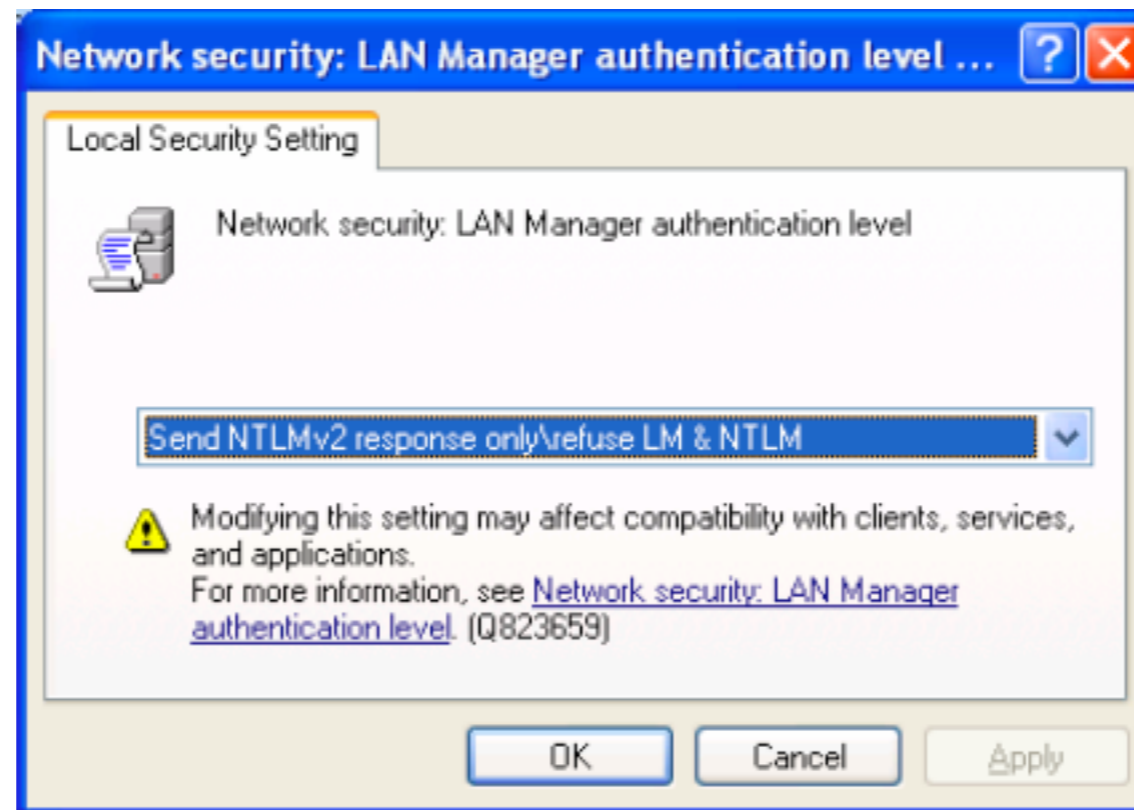 Network security: LAN Manager authentication level ...
Local Security Setting
Network security: LAN Manager authentication level
Send NTLMv2 response only\refuse LM & NTLM
Modifying this setting may affect compatibility with clients, services,
and applications.
For more information, see Network security: LAN Manager
authentication level. (Q823659)
OK Cancel Apply